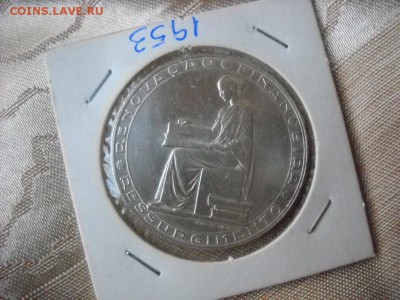 COINS.LAVE.RU
1953
RENOVAÇÃO FINANCEIRA
RESSURGIMENTO